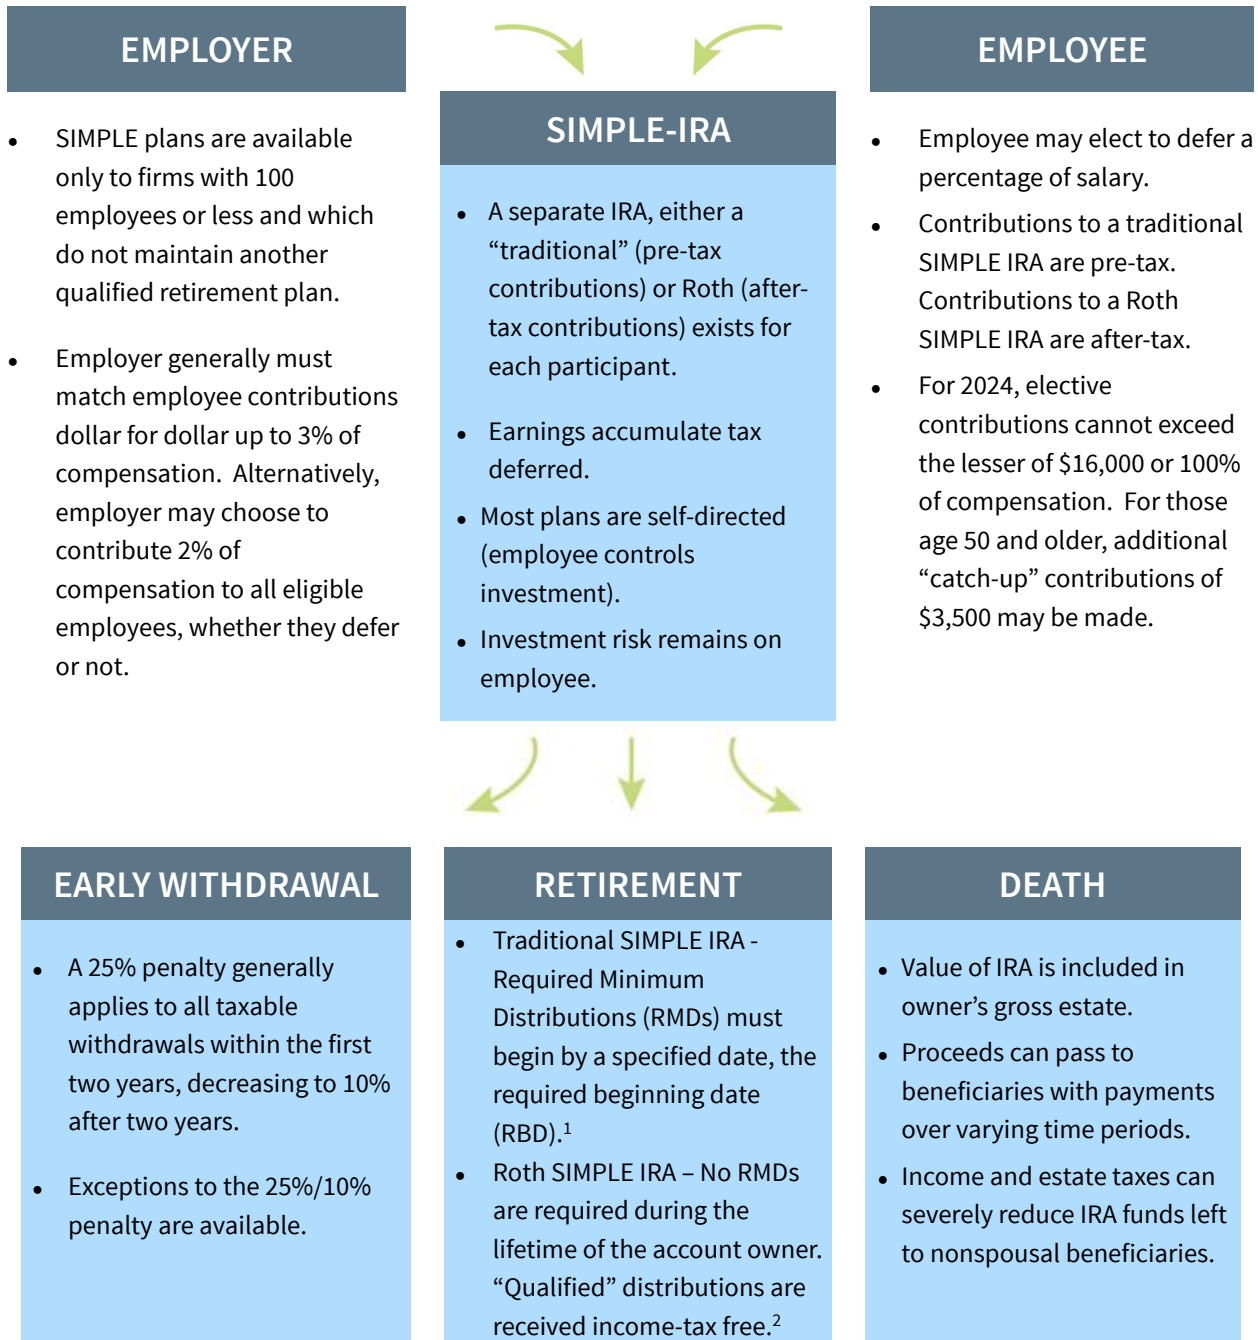 EMPLOYER
• SIMPLE plans are available
only to firms with 100
employees or less and which
do not maintain another
qualified retirement plan.
• Employer generally must
match employee contributions
dollar for dollar up to 3% of
compensation.  Alternatively,
employer may choose to
contribute 2% of
compensation to all eligible
employees, whether they defer
or not.
SIMPLE-IRA
• A separate IRA, either a
“traditional” (pre-tax
contributions) or Roth (after-
tax contributions) exists for
each participant.
• Earnings accumulate tax
deferred.
• Most plans are self-directed
(employee controls
investment).
• Investment risk remains on
employee.
EMPLOYEE
• Employee may elect to defer a
percentage of salary.
• Contributions to a traditional
SIMPLE IRA are pre-tax.
Contributions to a Roth
SIMPLE IRA are after-tax.
• For 2024, elective
contributions cannot exceed
the lesser of $16,000 or 100%
of compensation.  For those
age 50 and older, additional
“catch-up” contributions of
$3,500 may be made.
EARLY WITHDRAWAL
• A 25% penalty generally
applies to all taxable
withdrawals within the first
two years, decreasing to 10%
after two years.
• Exceptions to the 25%/10%
penalty are available.
RETIREMENT
• Traditional SIMPLE IRA -
Required Minimum
Distributions (RMDs) must
begin by a specified date, the
required beginning date
(RBD).¹
• Roth SIMPLE IRA – No RMDs
are required during the
lifetime of the account owner.
“Qualified” distributions are
received income-tax free.²
DEATH
• Value of IRA is included in
owner’s gross estate.
• Proceeds can pass to
beneficiaries with payments
over varying time periods.
• Income and estate taxes can
severely reduce IRA funds left
to nonspousal beneficiaries.